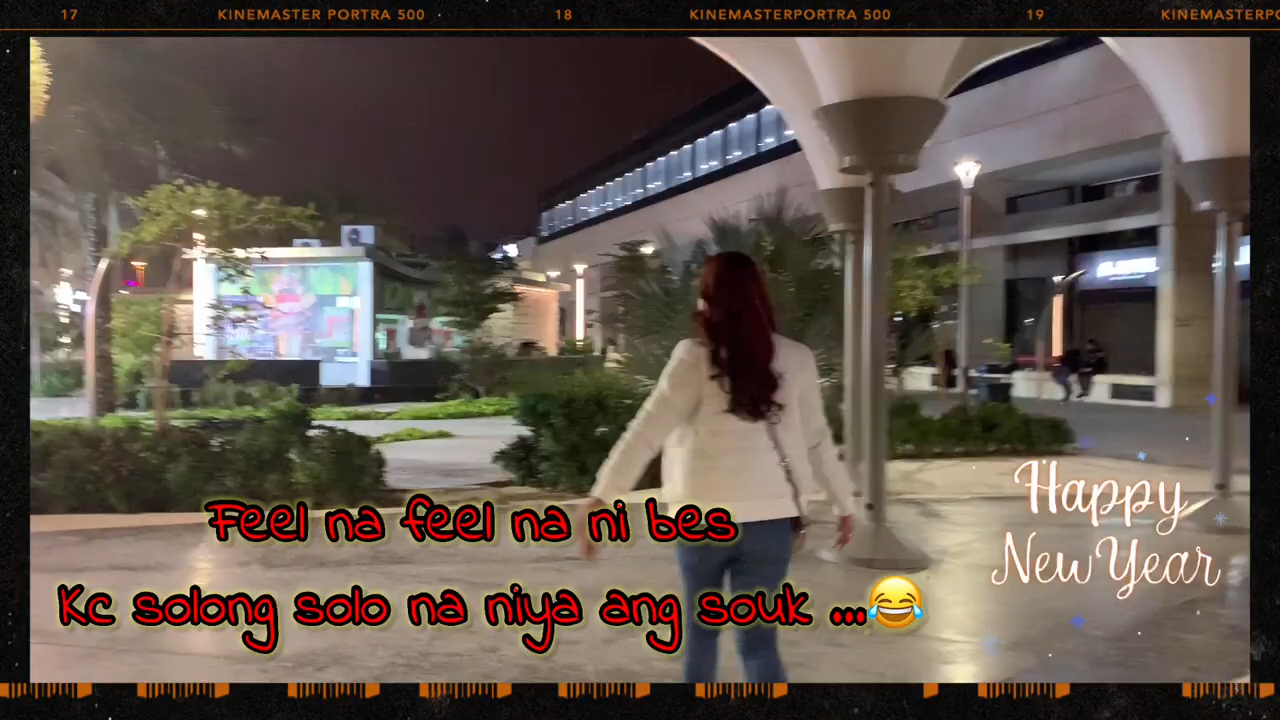 17 KINEMASTER PORTRA 500 18 KINEMASTERPORTRA 500 19 KINEMASTERPO
Feel na feel na ni bes
Kc solong solo na niya ang souk ...😂
Happy
New Year